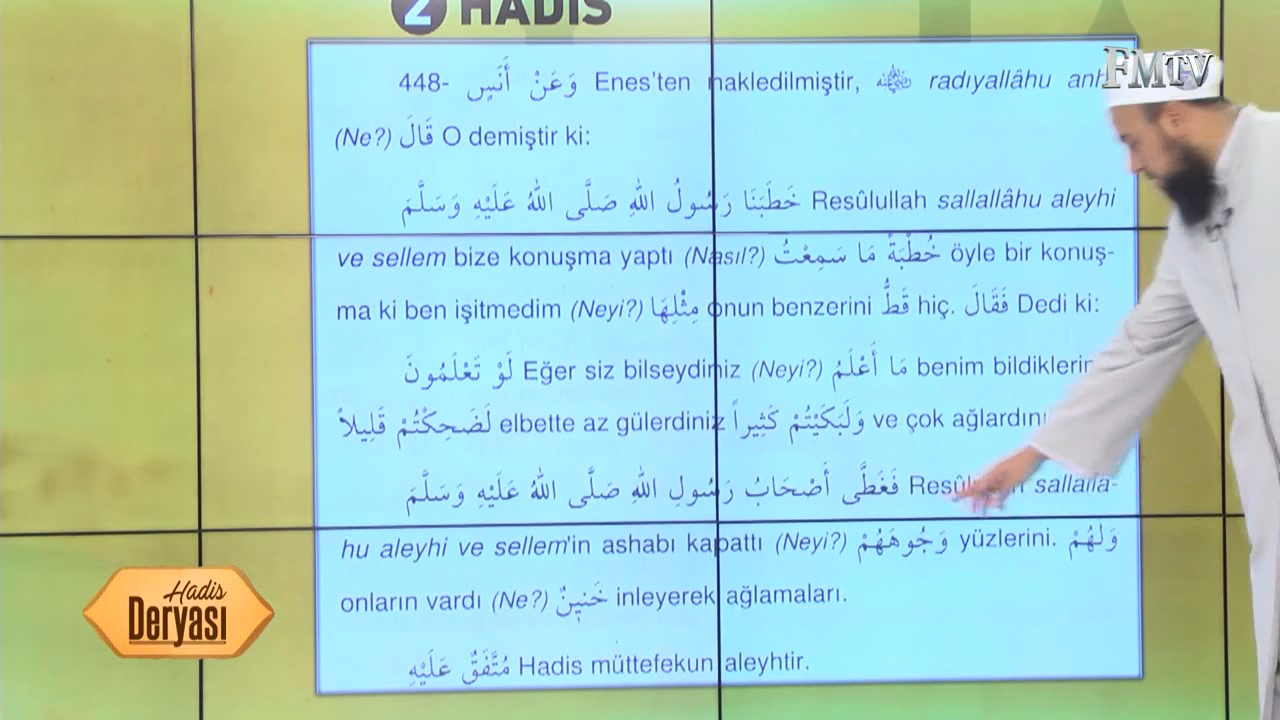 2 HADİS
448- وَعَنْ أَنَسٍ Enes'ten nakledilmiştir, radıyallâhu anh
(Ne?) قَالَ O demiştir ki:
خَطَبَنَا رَسُولُ اللهِ صَلَّى اللهُ عَلَيْهِ وَسَلَّمَ Resûlullah sallallâhu aleyhi
ve sellem bize konuşma yaptı (Nasıl?) خُطْبَةً مَا سَمِعْتُ öyle bir konuş-
ma ki ben işitmedim (Neyi?) مِثْلِهَا onun benzerini قَطُّ hiç. فَقَالَ Dedi ki:
لَوْ تَعْلَمُونَ Eğer siz bilseydiniz (Neyi?) مَا أَعْلَمُ benim bildiklerin
لَضَحِكْتُمْ قَلِيلاً elbette az gülerdiniz وَلَبَكَيْتُمْ كَثِيراً ve çok ağlardın
فَغَطَّى أَصْحَابُ رَسُولِ اللهِ صَلَّى اللهُ عَلَيْهِ وَسَلَّمَ sallallâ-
hu aleyhi ve sellem'in ashabı kapattı (Neyi?) وَجُوهَهُمْ yüzlerini. وَلَهُمْ
onların vardı (Ne?) خَنِينٌ inleyerek ağlamaları.
مُتَّفَقٌ عَلَيْهِ Hadis müttefekun aleyhtir.
FMTV
Hadis
Deryası